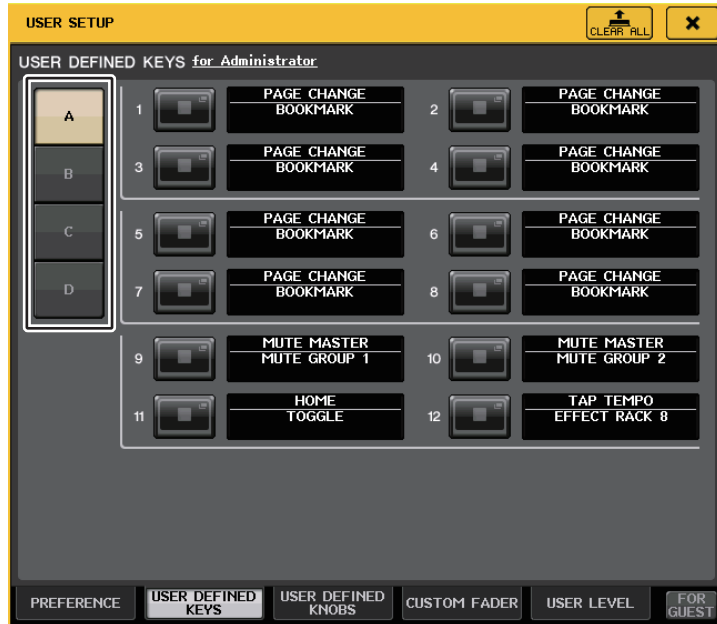 USER SETUP
CLEAR ALL
USER DEFINED KEYS for Administrator
A
B
C
D
1
PAGE CHANGE
BOOKMARK
2
PAGE CHANGE
BOOKMARK
3
PAGE CHANGE
BOOKMARK
4
PAGE CHANGE
BOOKMARK
5
PAGE CHANGE
BOOKMARK
6
PAGE CHANGE
BOOKMARK
7
PAGE CHANGE
BOOKMARK
8
PAGE CHANGE
BOOKMARK
9
MUTE MASTER
MUTE GROUP 1
10
MUTE MASTER
MUTE GROUP 2
11
HOME
TOGGLE
12
TAP TEMPO
EFFECT RACK 8
PREFERENCE
USER DEFINED
KEYS
USER DEFINED
KNOBS
CUSTOM FADER
USER LEVEL
FOR
GUEST